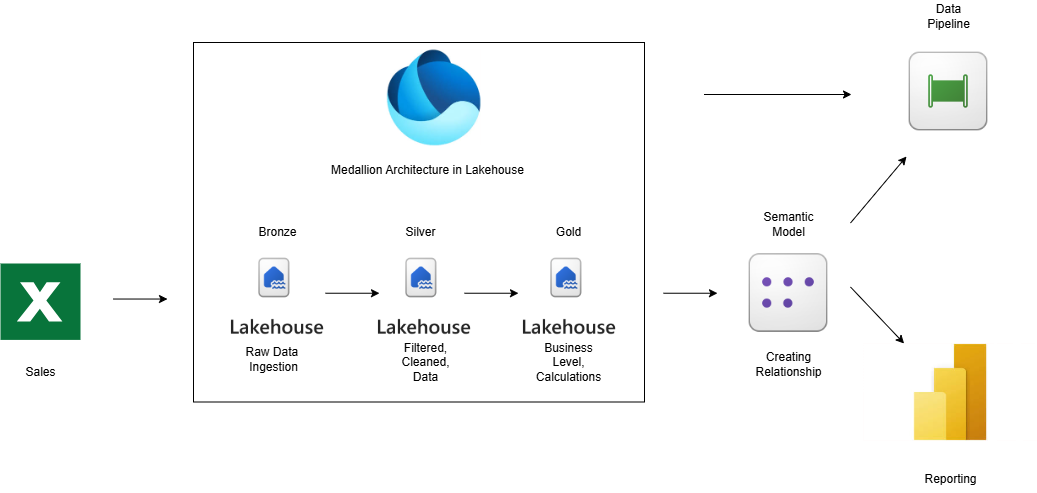 Data
Pipeline
Medallion Architecture in Lakehouse
Bronze
Silver
Gold
Semantic
Model
Lakehouse
Lakehouse
Lakehouse
Raw Data
Ingestion
Filtered,
Cleaned,
Data
Business
Level,
Calculations
X
Sales
Creating
Relationship
Reporting